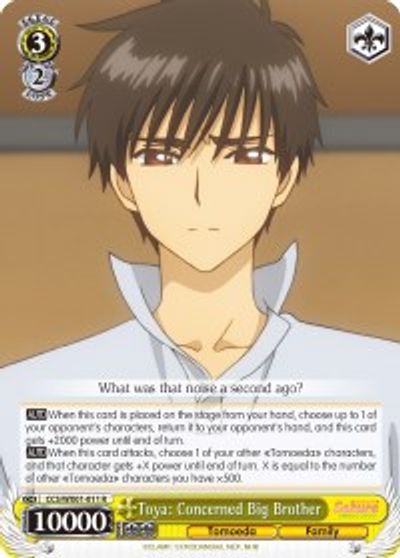 3
2
What was that noise a second ago?
AUTO When this card is placed on the stage from your hand, choose up to 1 of
your opponent's characters, return it to your opponent's hand, and this card
gets +2000 power until end of turn.
AUTO When this card attacks, choose 1 of your other «Tomoeda» characters,
and that character gets +X power until end of turn. X is equal to the number
of other «Tomoeda» characters you have ×500.
10000
Toya: Concerned Big Brother
Sakura
Tomoeda
Family